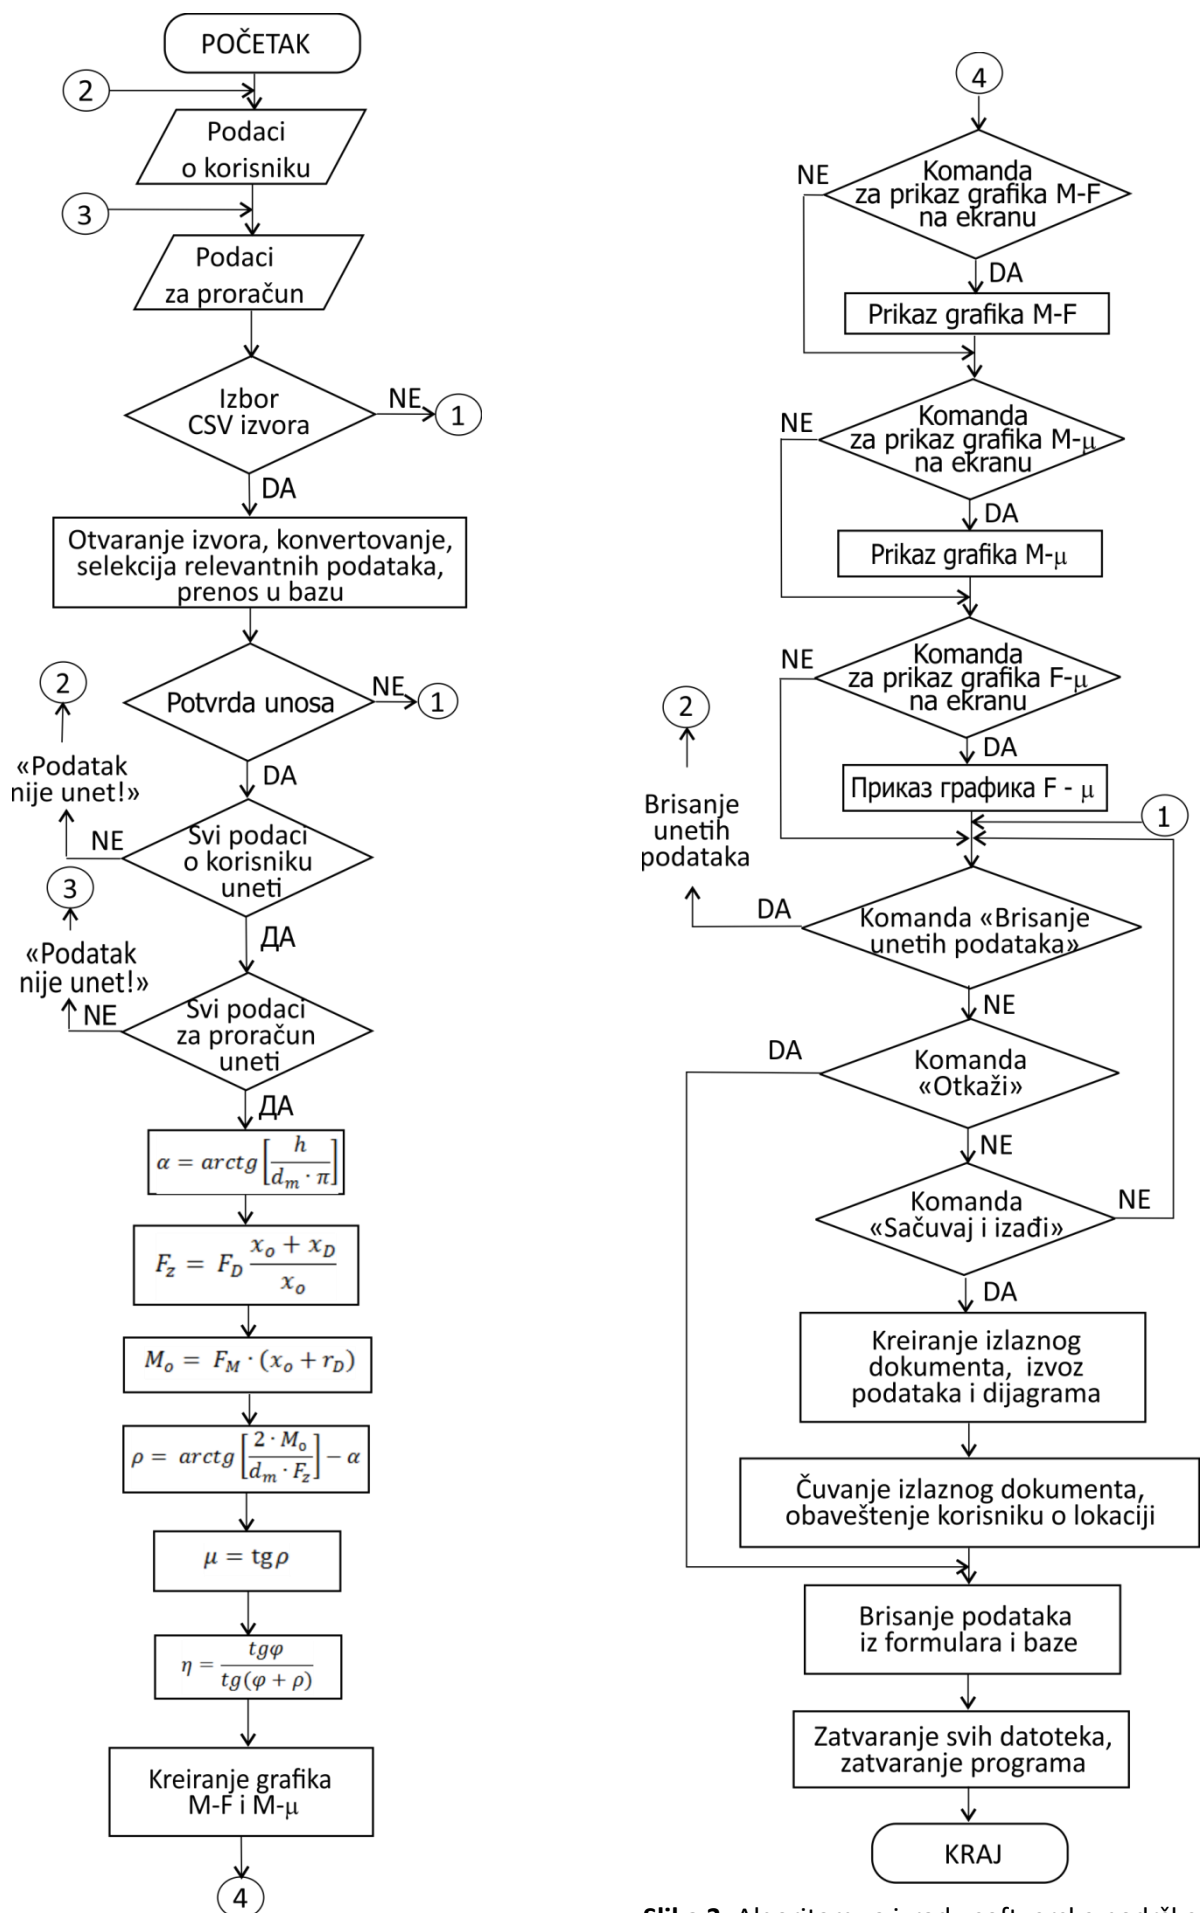 POČETAK
2
Podaci
o korisniku
3
Podaci
za proračun
Izbor
CSV izvora
NE
1
DA
Otvaranje izvora, konvertovanje,
selekcija relevantnih podataka,
prenos u bazu
2
Potvrda unosa
NE
1
«Podatak
nije unet!»
DA
NE
Svi podaci
o korisniku
uneti
3
ДА
«Podatak
nije unet!»
NE
Svi podaci
za proračun
uneti
ДА
α = arctg [h / (d_m · π)]
F_z = F_D (x_o + x_D) / x_o
M_o = F_M · (x_o + r_D)
ρ = arctg [2 · M_o / (d_m · F_z)] − α
μ = tgρ
η = tgφ / tg(φ + ρ)
Kreiranje grafika
M-F i M-μ
4
4
NE
Komanda
za prikaz grafika M-F
na ekranu
DA
Prikaz grafika M-F
NE
Komanda
za prikaz grafika M-μ
na ekranu
DA
Prikaz grafika M-μ
NE
Komanda
za prikaz grafika F-μ
na ekranu
2
DA
Приказ графика F - μ
1
Brisanje
unetih
podataka
DA
Komanda «Brisanje
unetih podataka»
NE
DA
Komanda
«Otkaži»
NE
Komanda
«Sačuvaj i izađi»
NE
DA
Kreiranje izlaznog
dokumenta, izvoz
podataka i dijagrama
Čuvanje izlaznog dokumenta,
obaveštenje korisniku o lokaciji
Brisanje podataka
iz formulara i baze
Zatvaranje svih datoteka,
zatvaranje programa
KRAJ